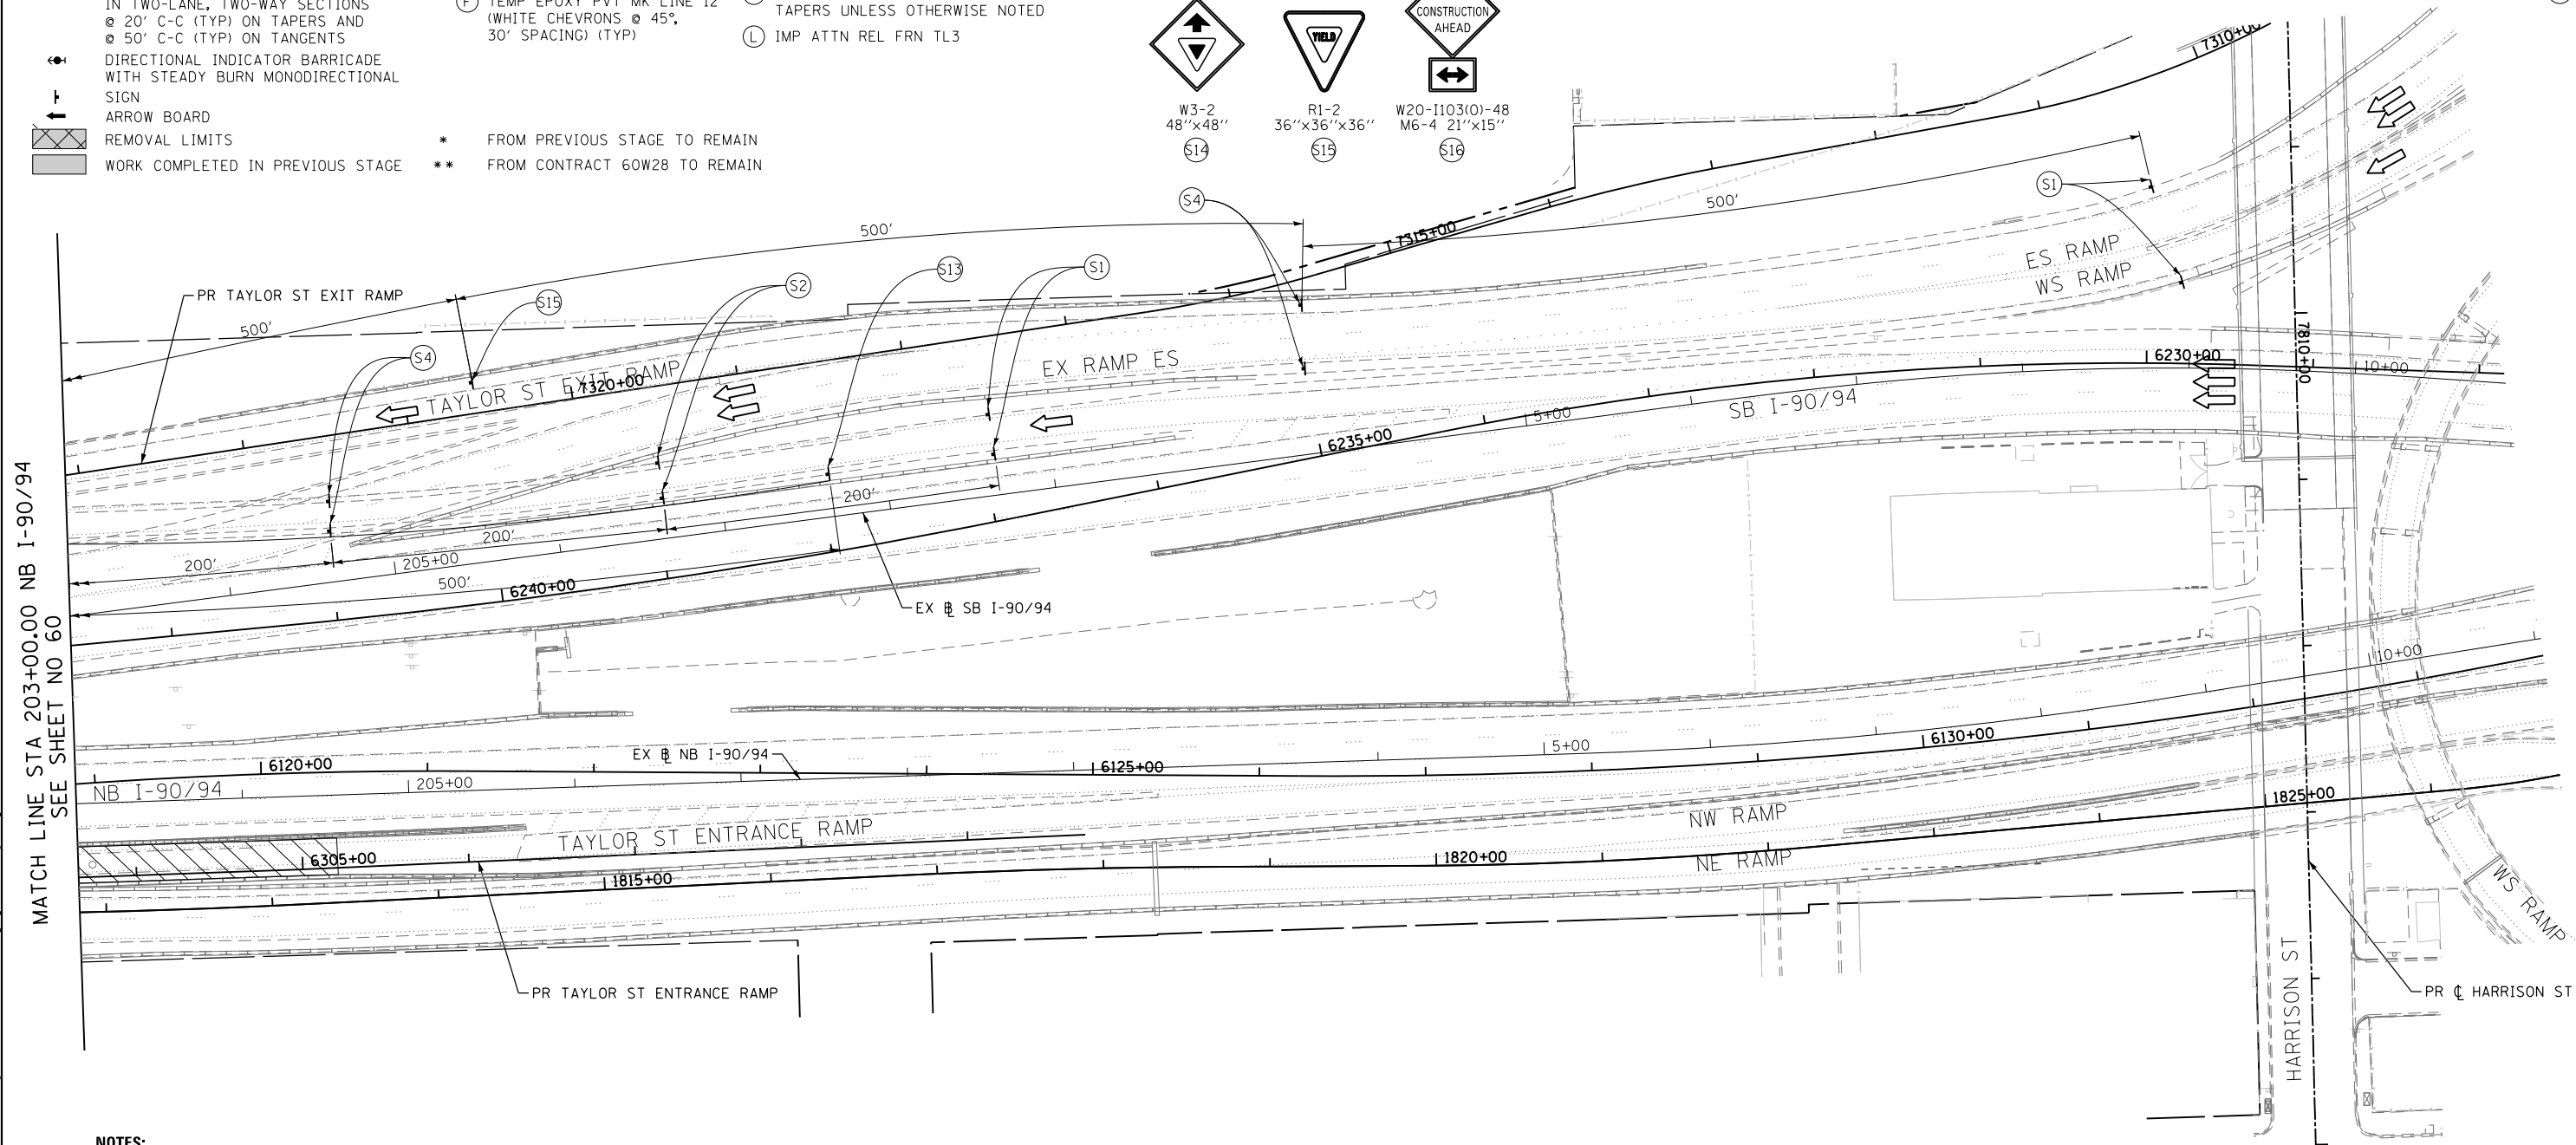 IN TWO-LANE, TWO-WAY SECTIONS
@ 20' C-C (TYP) ON TAPERS AND
@ 50' C-C (TYP) ON TANGENTS
DIRECTIONAL INDICATOR BARRICADE
WITH STEADY BURN MONODIRECTIONAL
SIGN
ARROW BOARD
REMOVAL LIMITS
WORK COMPLETED IN PREVIOUS STAGE
F TEMP EPOXY PVT MK LINE 12"
(WHITE CHEVRONS @ 45°,
30' SPACING) (TYP)
* FROM PREVIOUS STAGE TO REMAIN
** FROM CONTRACT 60W28 TO REMAIN
TAPERS UNLESS OTHERWISE NOTED
L IMP ATTN REL FRN TL3
W3-2
48''x48''
S14
YIELD
R1-2
36''x36''x36''
S15
CONSTRUCTION
AHEAD
W20-I103(O)-48
M6-4 21''x15''
S16
7310+00
S4
S1
500'
500'
7315+00
ES RAMP
WS RAMP
S13
S1
S2
S15
PR TAYLOR ST EXIT RAMP
500'
S4
EX RAMP ES
TAYLOR ST EXIT RAMP
7320+00
6230+00
7810+00
10+00
SB I-90/94
5+00
6235+00
200'
200'
200'
205+00
500'
6240+00
EX B SB I-90/94
MATCH LINE STA 203+00.00 NB I-90/94
SEE SHEET NO 60
10+00
6130+00
5+00
EX B NB I-90/94
6120+00
6125+00
NB I-90/94
205+00
1825+00
NW RAMP
TAYLOR ST ENTRANCE RAMP
6305+00
1820+00
NE RAMP
1815+00
WS RAMP
PR TAYLOR ST ENTRANCE RAMP
PR ℄ HARRISON ST
HARRISON ST
NOTES: